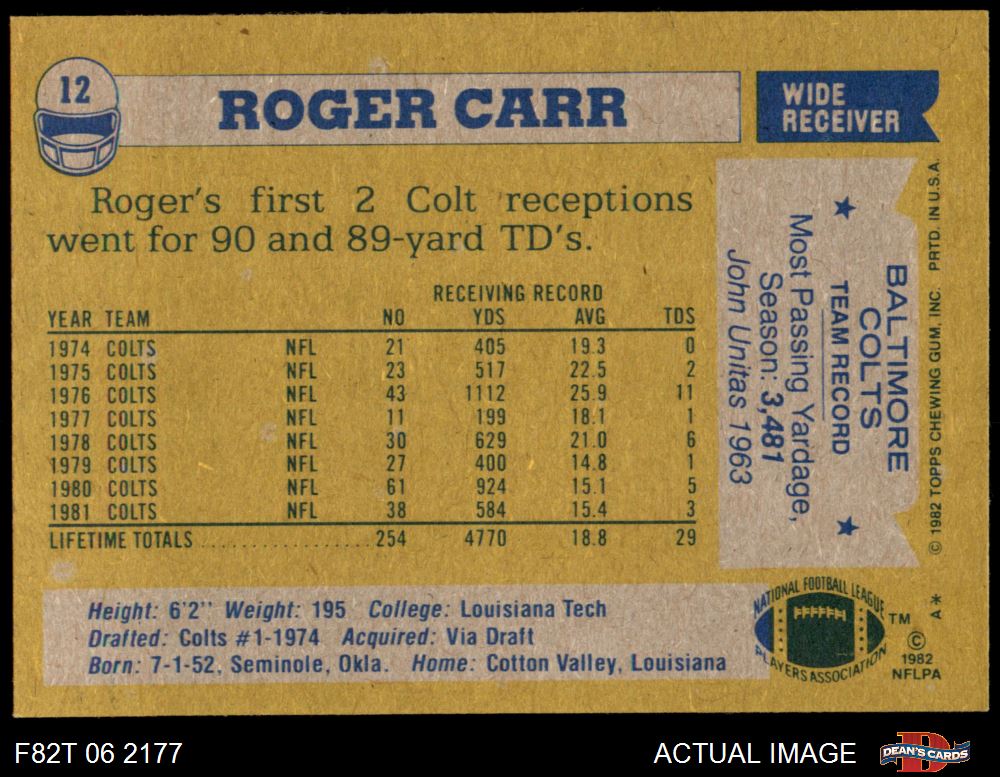 12
ROGER CARR
WIDE
RECEIVER
Roger's first 2 Colt receptions
went for 90 and 89-yard TD's.
RECEIVING RECORD
YEAR TEAM NO YDS AVG TDS
1974 COLTS NFL 21 405 19.3 0
1975 COLTS NFL 23 517 22.5 2
1976 COLTS NFL 43 1112 25.9 11
1977 COLTS NFL 11 199 18.1 1
1978 COLTS NFL 30 629 21.0 6
1979 COLTS NFL 27 400 14.8 1
1980 COLTS NFL 61 924 15.1 5
1981 COLTS NFL 38 584 15.4 3
LIFETIME TOTALS................254 4770 18.8 29
BALTIMORE
COLTS
TEAM RECORD
Most Passing Yardage,
Season: 3,481
John Unitas 1963
© 1982 TOPPS CHEWING GUM, INC. PRTD. IN U.S.A.
Height: 6'2" Weight: 195 College: Louisiana Tech
Drafted: Colts #1-1974 Acquired: Via Draft
Born: 7-1-52, Seminole, Okla. Home: Cotton Valley, Louisiana
NATIONAL FOOTBALL LEAGUE
PLAYERS ASSOCIATION
TM
A*
©
1982
NFLPA
F82T 06 2177
ACTUAL IMAGE
D
DEAN'S CARDS